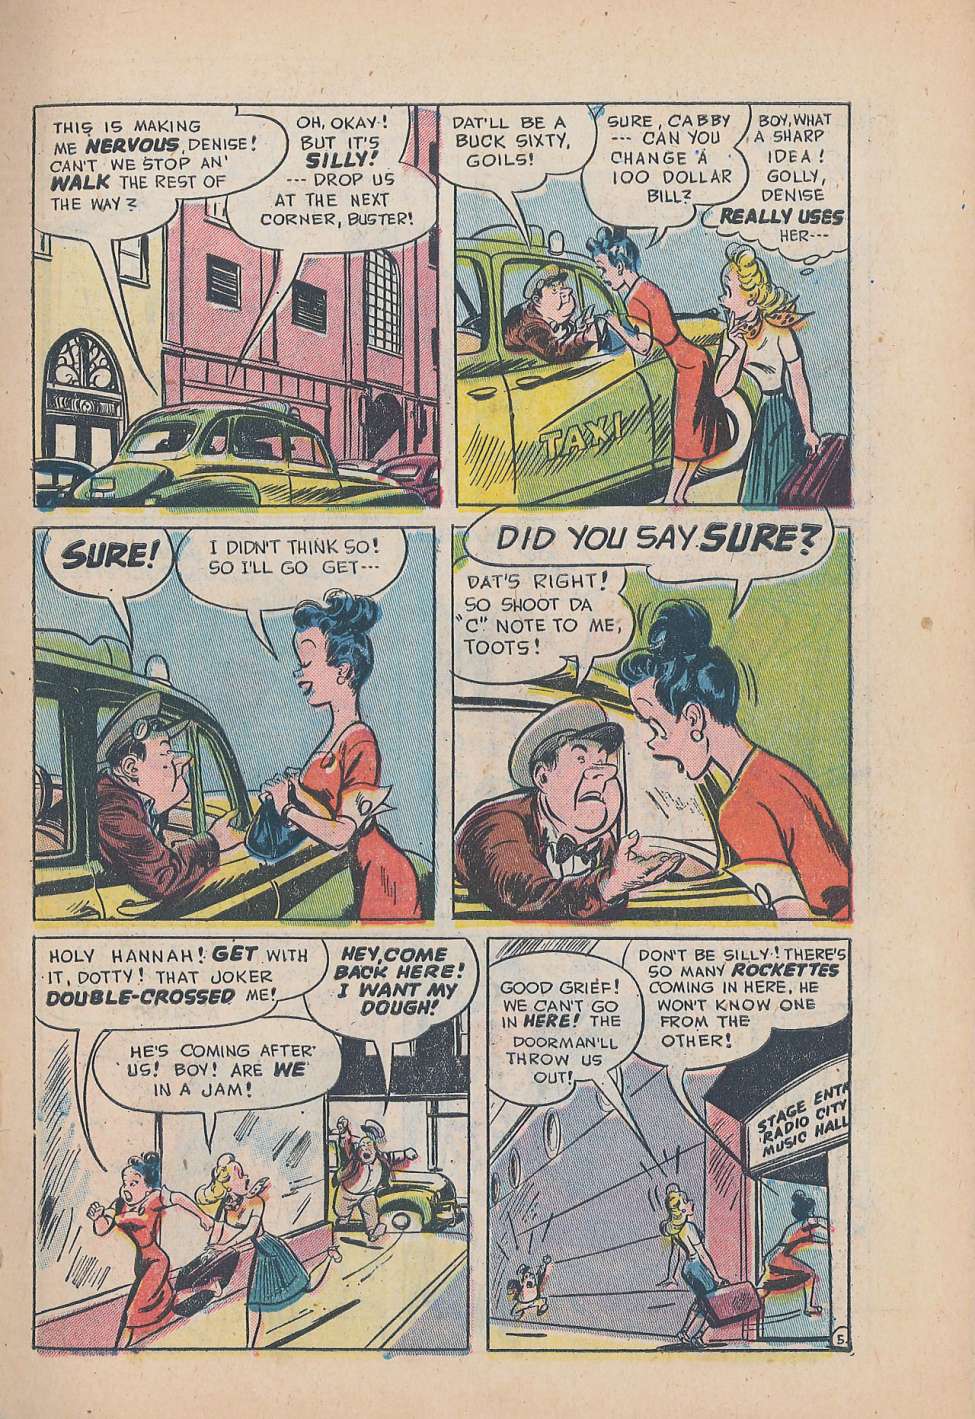 THIS IS MAKING
ME NERVOUS, DENISE!
CAN'T WE STOP AN'
WALK THE REST OF
THE WAY?
OH, OKAY!
BUT IT'S
SILLY!
--- DROP US
AT THE NEXT
CORNER, BUSTER!
DAT'LL BE A
BUCK SIXTY,
GOILS!
SURE, CABBY
--- CAN YOU
CHANGE A
100 DOLLAR
BILL?
BOY, WHAT
A SHARP
IDEA!
GOLLY,
DENISE
REALLY USES
HER---
TAXI
SURE!
I DIDN'T THINK SO!
SO I'LL GO GET---
DID YOU SAY SURE?
DAT'S RIGHT!
SO SHOOT DA
"C" NOTE TO ME,
TOOTS!
HOLY HANNAH! GET WITH
IT, DOTTY! THAT JOKER
DOUBLE-CROSSED ME!
HEY, COME
BACK HERE!
I WANT MY
DOUGH!
HE'S COMING AFTER
US! BOY! ARE WE
IN A JAM!
GOOD GRIEF!
WE CAN'T GO
IN HERE! THE
DOORMAN'LL
THROW US
OUT!
DON'T BE SILLY! THERE'S
SO MANY ROCKETTES
COMING IN HERE, HE
WON'T KNOW ONE
FROM THE
OTHER!
STAGE ENTR
RADIO CITY
MUSIC HALL
5